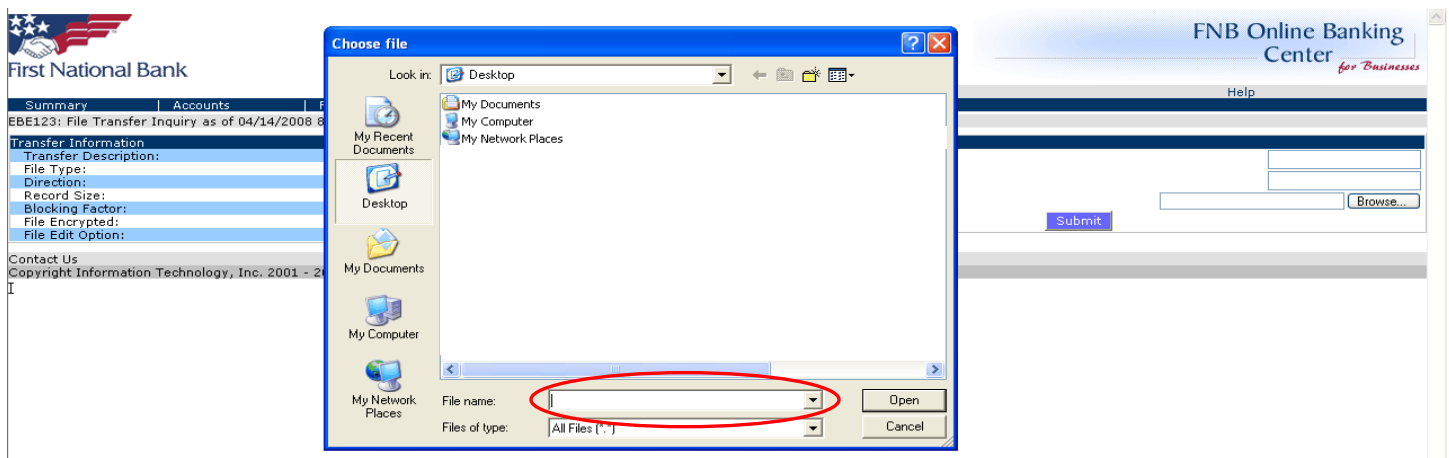 First National Bank
FNB Online Banking
Center
for Businesses
Help
Summary | Accounts |
EBE123: File Transfer Inquiry as of 04/14/2008 8
Transfer Information
Transfer Description:
File Type:
Direction:
Record Size:
Blocking Factor:
File Encrypted:
File Edit Option:
Browse...
Submit
Contact Us
Copyright Information Technology, Inc. 2001 - 2
Choose file
Look in: Desktop
My Documents
My Computer
My Network Places
My Recent
Documents
Desktop
My Documents
My Computer
My Network
Places
File name:
Open
Files of type: All Files (*.*)
Cancel